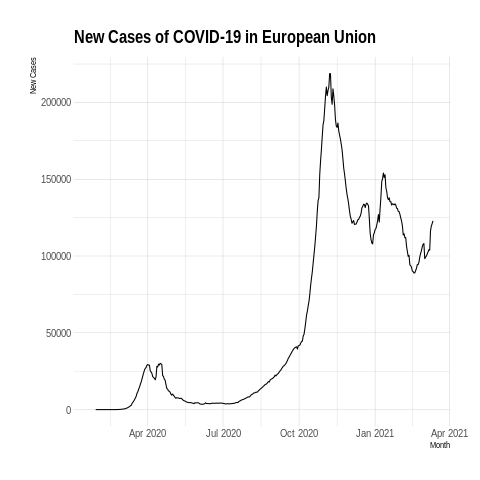 New Cases of COVID-19 in European Union
New Cases
200000
150000
100000
50000
0
Apr 2020 Jul 2020 Oct 2020 Jan 2021 Apr 2021
Month